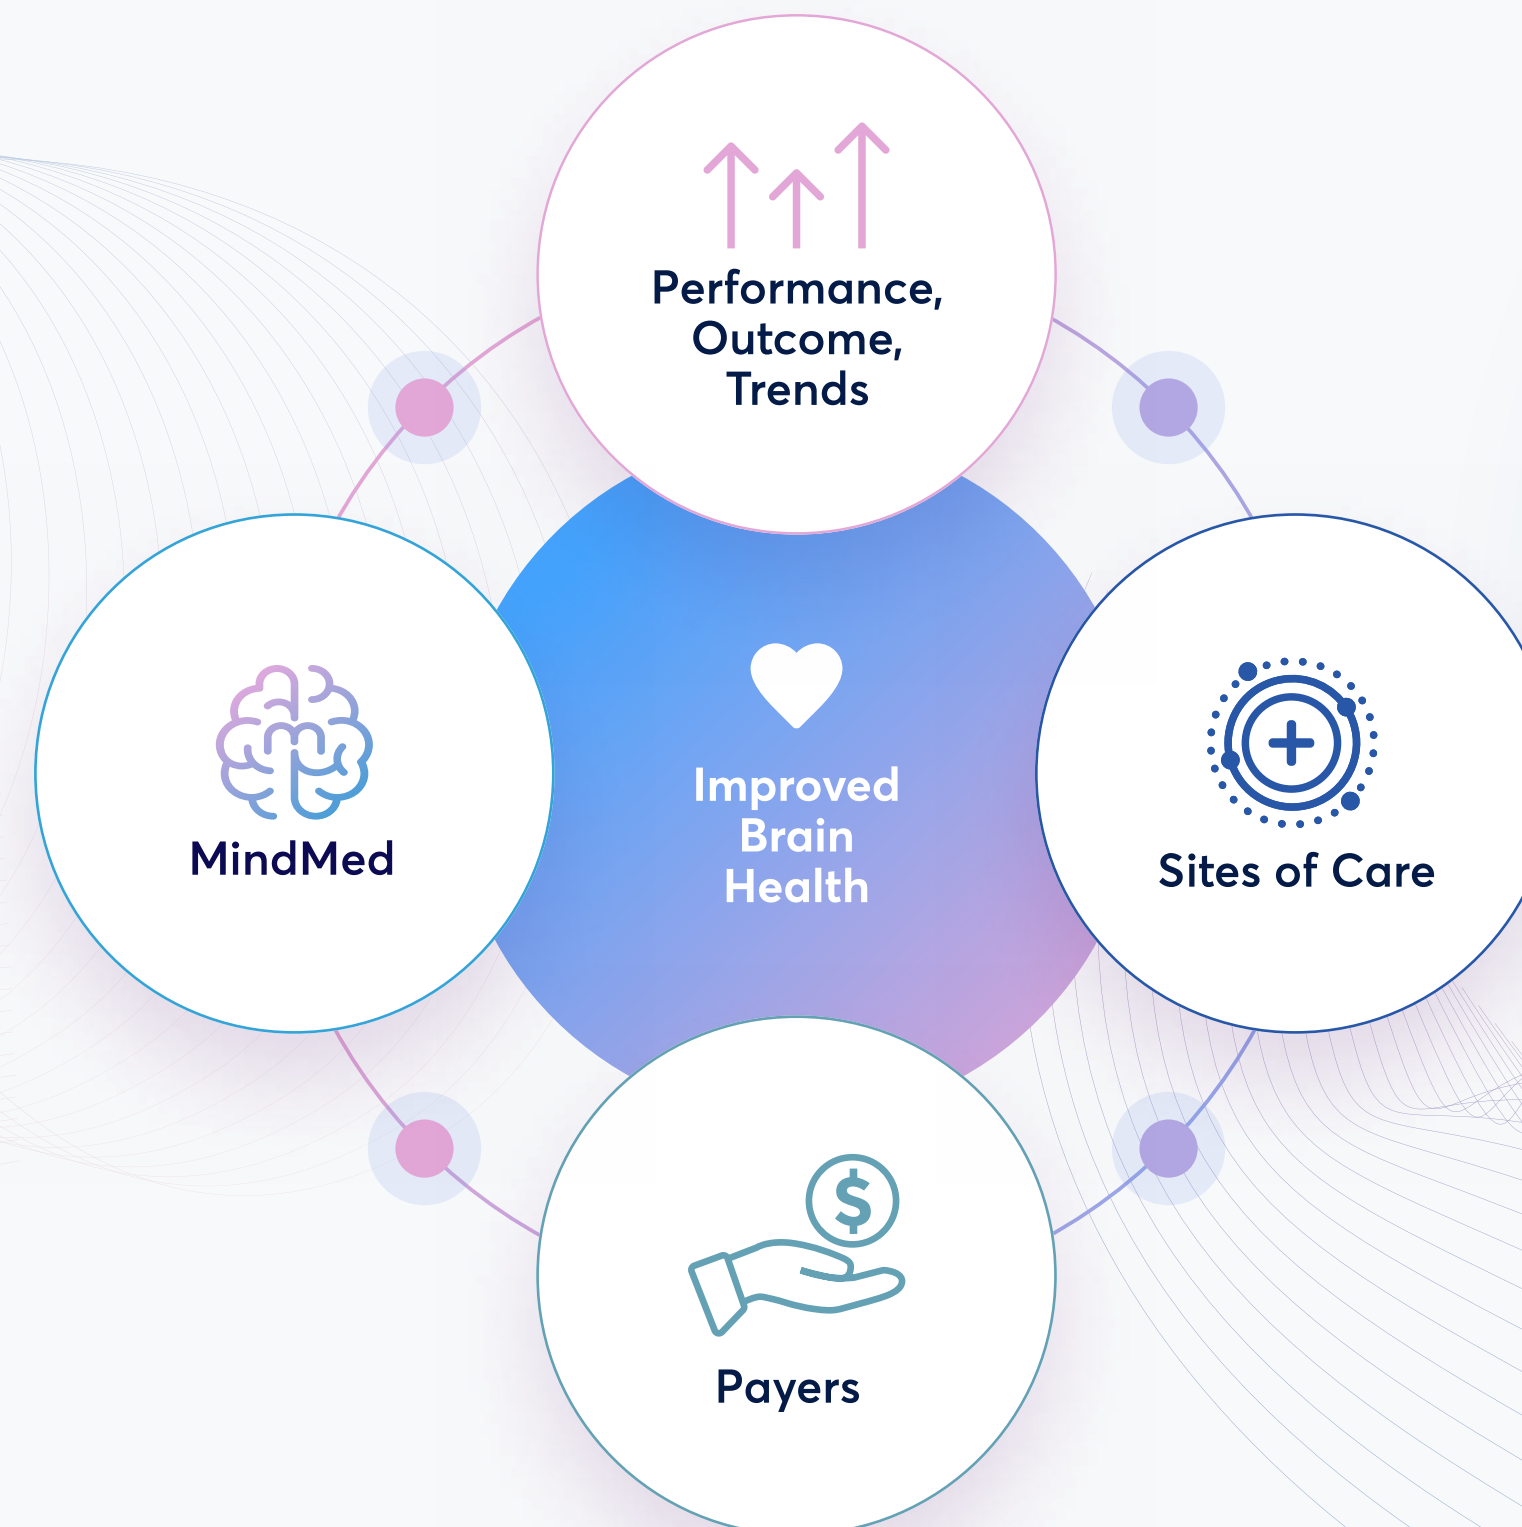 Performance,
Outcome,
Trends
MindMed
Improved
Brain
Health
Sites of Care
$
Payers